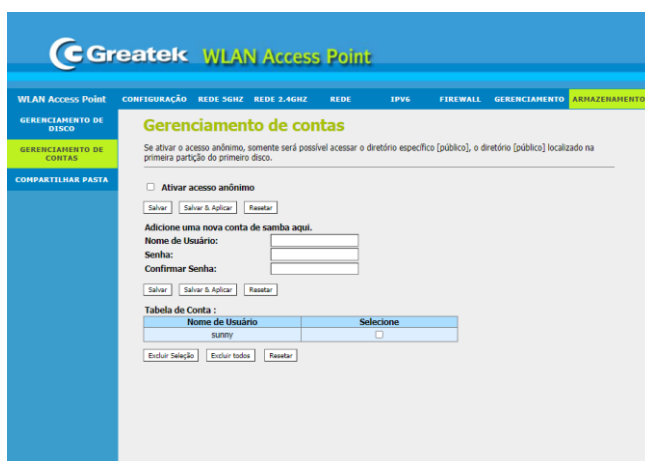 Greatek WLAN Access Point
WLAN Access Point CONFIGURAÇÃO REDE 5GHZ REDE 2.4GHZ REDE IPV6 FIREWALL GERENCIAMENTO ARMAZENAMENTO
GERENCIAMENTO DE
DISCO
GERENCIAMENTO DE
CONTAS
COMPARTILHAR PASTA
Gerenciamento de contas
Se ativar o acesso anônimo, somente será possível acessar o diretório específico [público], o diretório [público] localizado na
primeira partição do primeiro disco.
Ativar acesso anônimo
Salvar Salvar & Aplicar Resetar
Adicione uma nova conta de samba aqui.
Nome de Usuário:
Senha:
Confirmar Senha:
Salvar Salvar & Aplicar Resetar
Tabela de Conta :
Nome de Usuário Selecione
sunny
Excluir Seleção Excluir todos Resetar